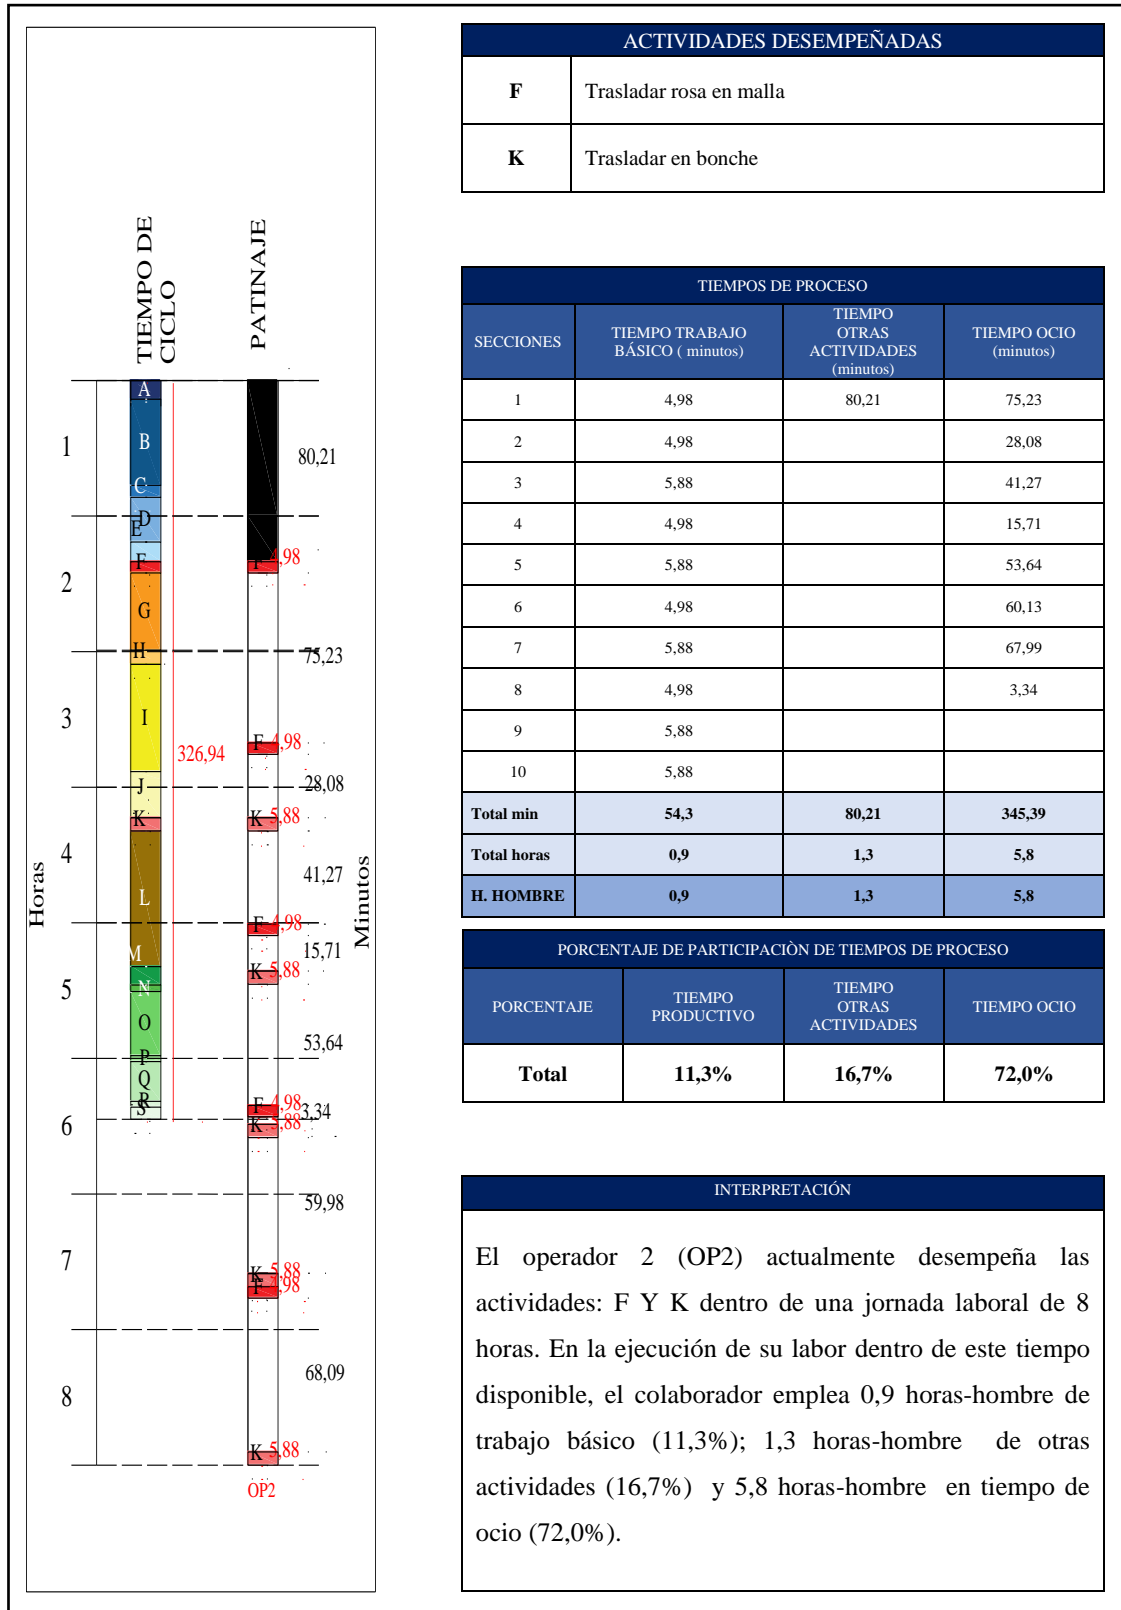 TIEMPO DE
CICLO
PATINAJE
Horas
Minutos
1
2
3
4
5
6
7
8
A
B
C
D
E
F
G
H
I
J
K
L
M
N
O
P
Q
R
S
326,94
80,21
F 4,98
75,23
F 4,98
28,08
K 5,88
41,27
F 4,98
15,71
K 5,88
53,64
F 4,98
3,34
K 5,88
59,98
K 5,88
F 4,98
68,09
K 5,88
OP2
ACTIVIDADES DESEMPEÑADAS
F Trasladar rosa en malla
K Trasladar en bonche
TIEMPOS DE PROCESO
SECCIONES TIEMPO TRABAJO BÁSICO ( minutos) TIEMPO OTRAS ACTIVIDADES (minutos) TIEMPO OCIO (minutos)
1 4,98 80,21 75,23
2 4,98 28,08
3 5,88 41,27
4 4,98 15,71
5 5,88 53,64
6 4,98 60,13
7 5,88 67,99
8 4,98 3,34
9 5,88
10 5,88
Total min 54,3 80,21 345,39
Total horas 0,9 1,3 5,8
H. HOMBRE 0,9 1,3 5,8
PORCENTAJE DE PARTICIPACIÒN DE TIEMPOS DE PROCESO
PORCENTAJE TIEMPO PRODUCTIVO TIEMPO OTRAS ACTIVIDADES TIEMPO OCIO
Total 11,3% 16,7% 72,0%
INTERPRETACIÓN
El operador 2 (OP2) actualmente desempeña las
actividades: F Y K dentro de una jornada laboral de 8
horas. En la ejecución de su labor dentro de este tiempo
disponible, el colaborador emplea 0,9 horas-hombre de
trabajo básico (11,3%); 1,3 horas-hombre de otras
actividades (16,7%) y 5,8 horas-hombre en tiempo de
ocio (72,0%).